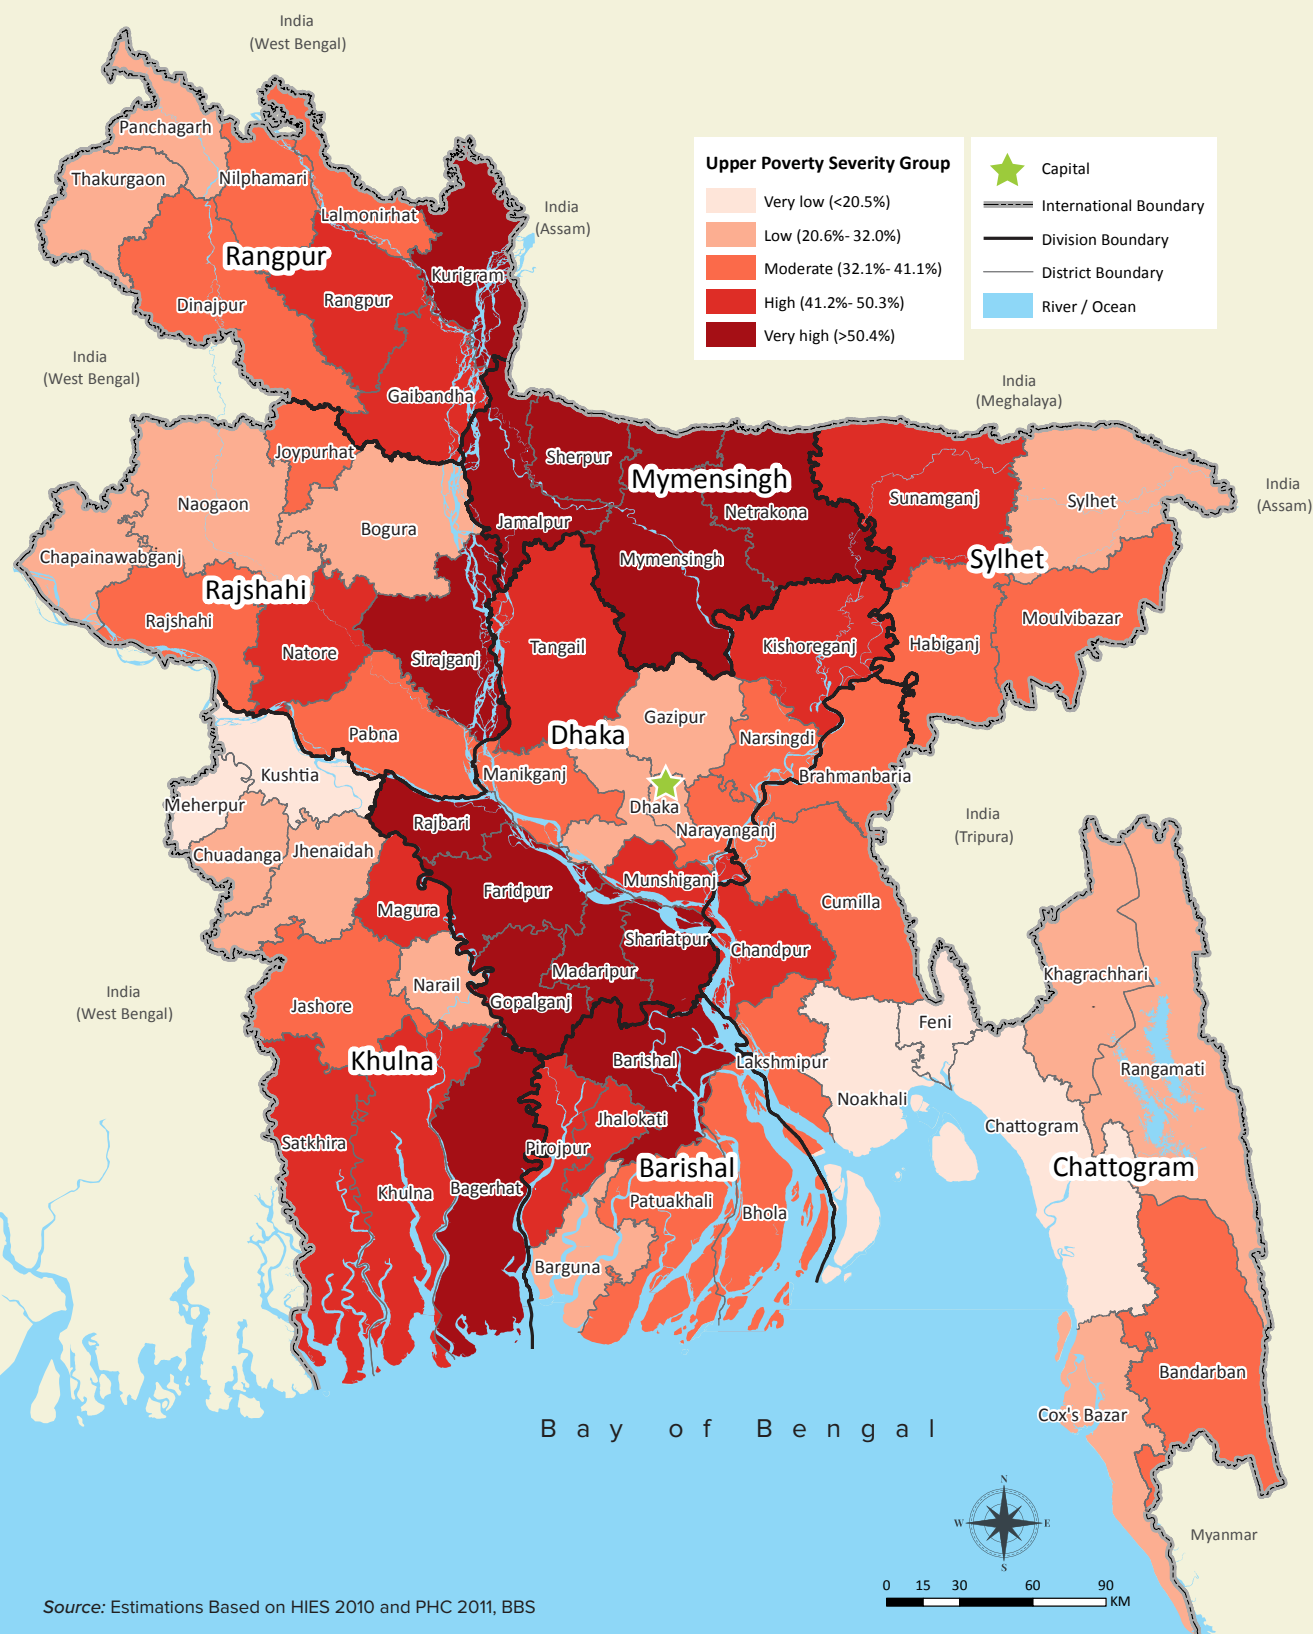 India
(West Bengal)
Panchagarh
Thakurgaon
Nilphamari
Lalmonirhat
Rangpur
Kurigram
Rangpur
Dinajpur
Gaibandha
India
(Assam)
Upper Poverty Severity Group
Very low (<20.5%)
Low (20.6%- 32.0%)
Moderate (32.1%- 41.1%)
High (41.2%- 50.3%)
Very high (>50.4%)
Capital
International Boundary
Division Boundary
District Boundary
River / Ocean
India
(West Bengal)
India
(Meghalaya)
India
(Assam)
Joypurhat
Naogaon
Bogura
Chapainawabganj
Rajshahi
Rajshahi
Natore
Sirajganj
Pabna
Sherpur
Mymensingh
Netrakona
Jamalpur
Mymensingh
Sunamganj
Sylhet
Sylhet
Moulvibazar
Habiganj
Tangail
Kishoreganj
Gazipur
Dhaka
Narsingdi
Manikganj
Brahmanbaria
Dhaka
Narayanganj
Kushtia
Meherpur
Rajbari
Chuadanga
Jhenaidah
India
(Tripura)
Munshiganj
Faridpur
Magura
Cumilla
Shariatpur
Chandpur
Madaripur
Narail
Gopalganj
Jashore
India
(West Bengal)
Khagrachhari
Feni
Khulna
Barishal
Lakshmipur
Rangamati
Noakhali
Chattogram
Jhalokati
Satkhira
Pirojpur
Barishal
Chattogram
Khulna
Bagerhat
Patuakhali
Bhola
Barguna
Bandarban
Cox's Bazar
Bay of Bengal
N
W
E
S
Myanmar
0 15 30 60 90
KM
Source: Estimations Based on HIES 2010 and PHC 2011, BBS